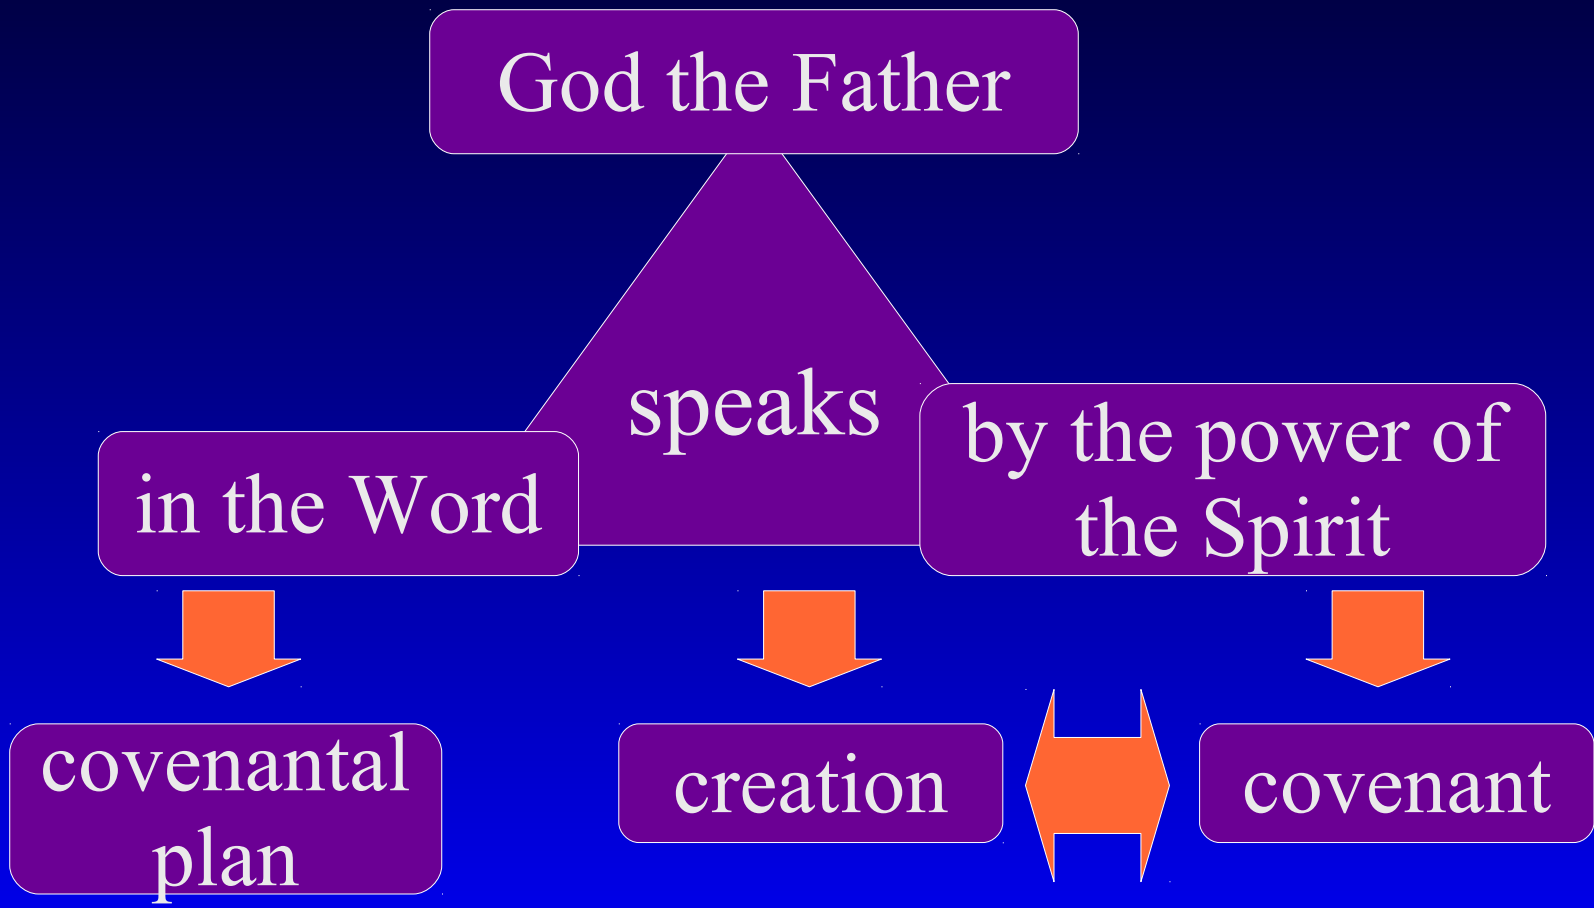 God the Father
speaks
in the Word
by the power of
the Spirit
covenantal
plan
creation
covenant